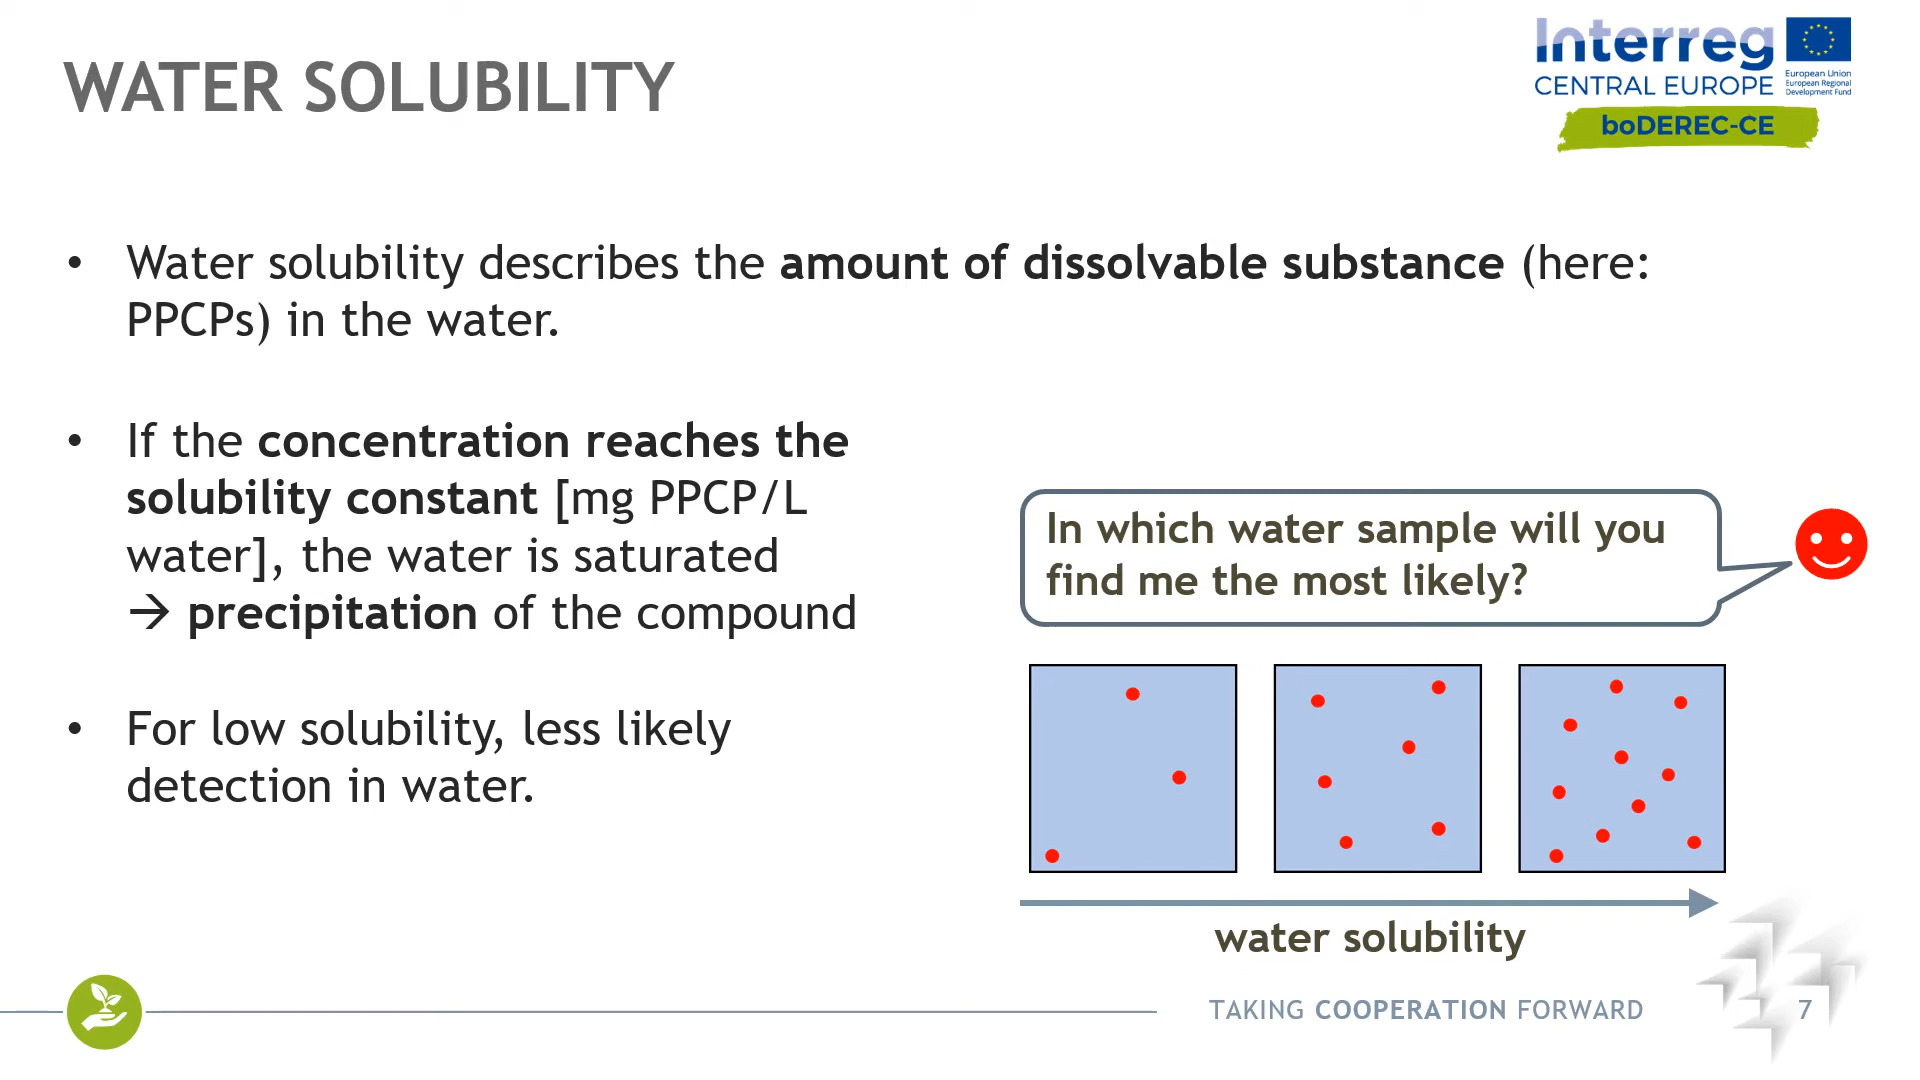 WATER SOLUBILITY
Interreg
CENTRAL EUROPE
European Union
European Regional
Development Fund
boDEREC-CE
• Water solubility describes the amount of dissolvable substance (here:
PPCPs) in the water.
• If the concentration reaches the
solubility constant [mg PPCP/L
water], the water is saturated
→ precipitation of the compound
• For low solubility, less likely
detection in water.
In which water sample will you
find me the most likely?
water solubility
TAKING COOPERATION FORWARD
7